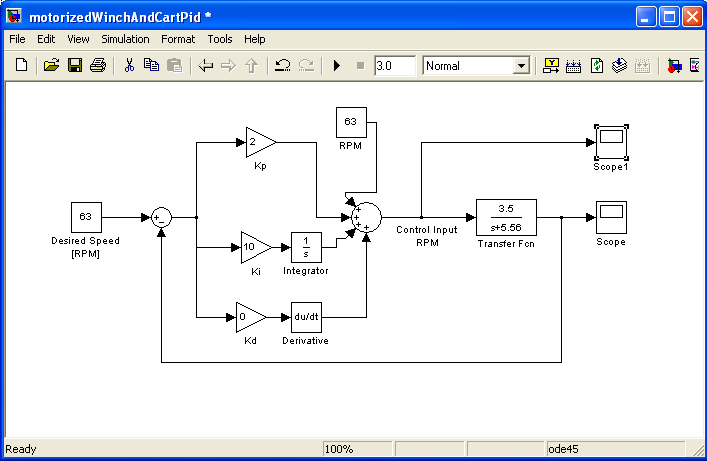 motorizedWinchAndCartPid *
File Edit View Simulation Format Tools Help
3.0 Normal
63
RPM
2
Kp
Scope1
63
Desired Speed
[RPM]
+
−
+
+
+
+
Control Input
RPM
3.5
s+5.56
Transfer Fcn
Scope
10
Ki
1
s
Integrator
0
Kd
du/dt
Derivative
Ready 100% ode45